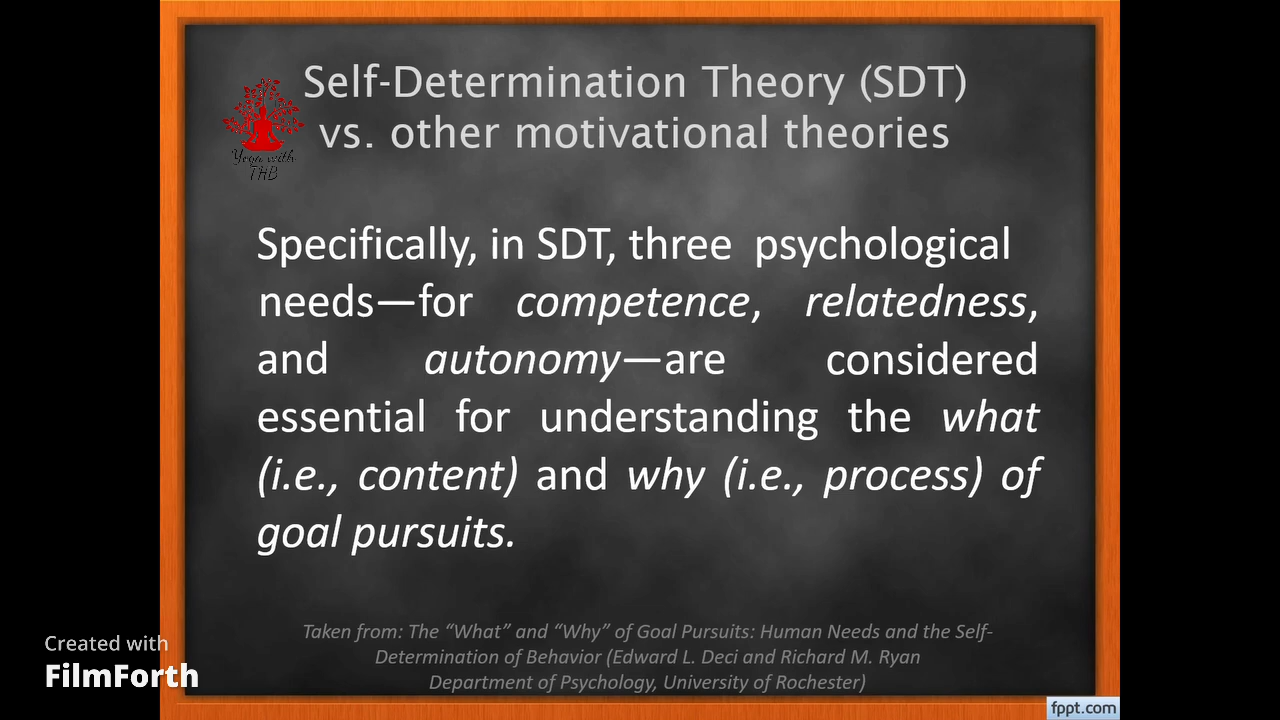 Self-Determination Theory (SDT)
vs. other motivational theories
Yoga with
THB
Specifically, in SDT, three psychological
needs—for competence, relatedness,
and autonomy—are considered
essential for understanding the what
(i.e., content) and why (i.e., process) of
goal pursuits.
Taken from: The “What” and “Why” of Goal Pursuits: Human Needs and the Self-
Determination of Behavior (Edward L. Deci and Richard M. Ryan
Department of Psychology, University of Rochester)
Created with
FilmForth
fppt.com